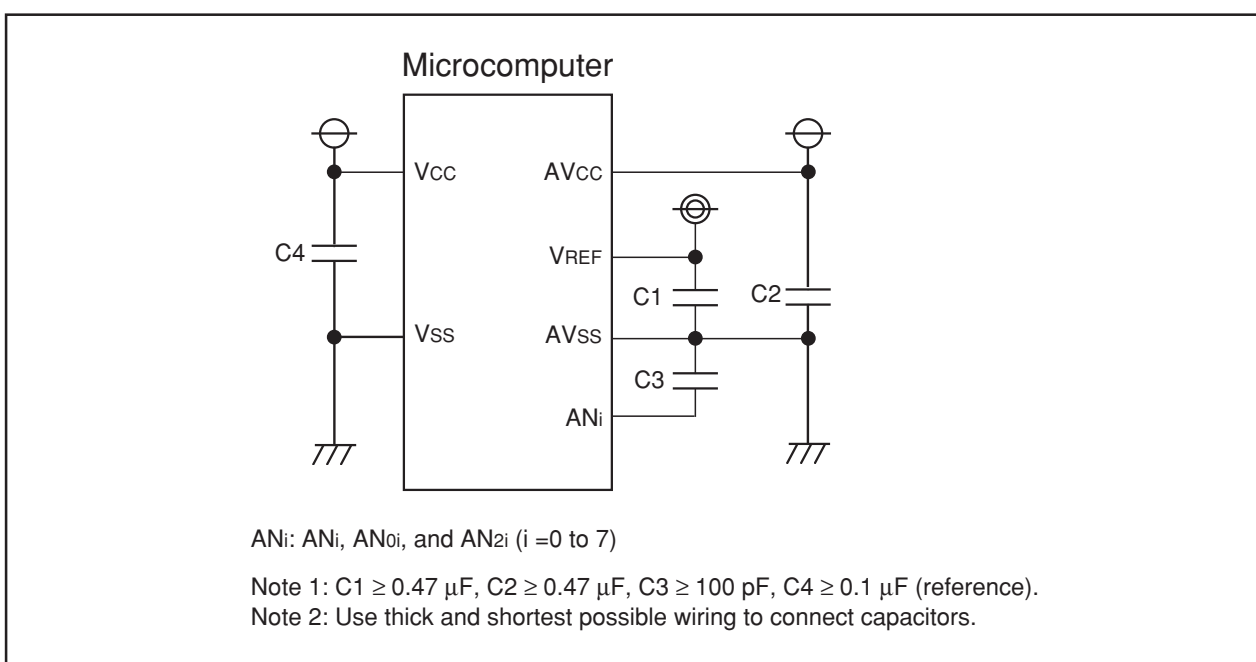 Microcomputer
VCC AVCC
VREF
C4 C1 C2
VSS AVSS
C3
ANi
ANi: ANi, AN0i, and AN2i (i =0 to 7)
Note 1: C1 ≥ 0.47 μF, C2 ≥ 0.47 μF, C3 ≥ 100 pF, C4 ≥ 0.1 μF (reference).
Note 2: Use thick and shortest possible wiring to connect capacitors.